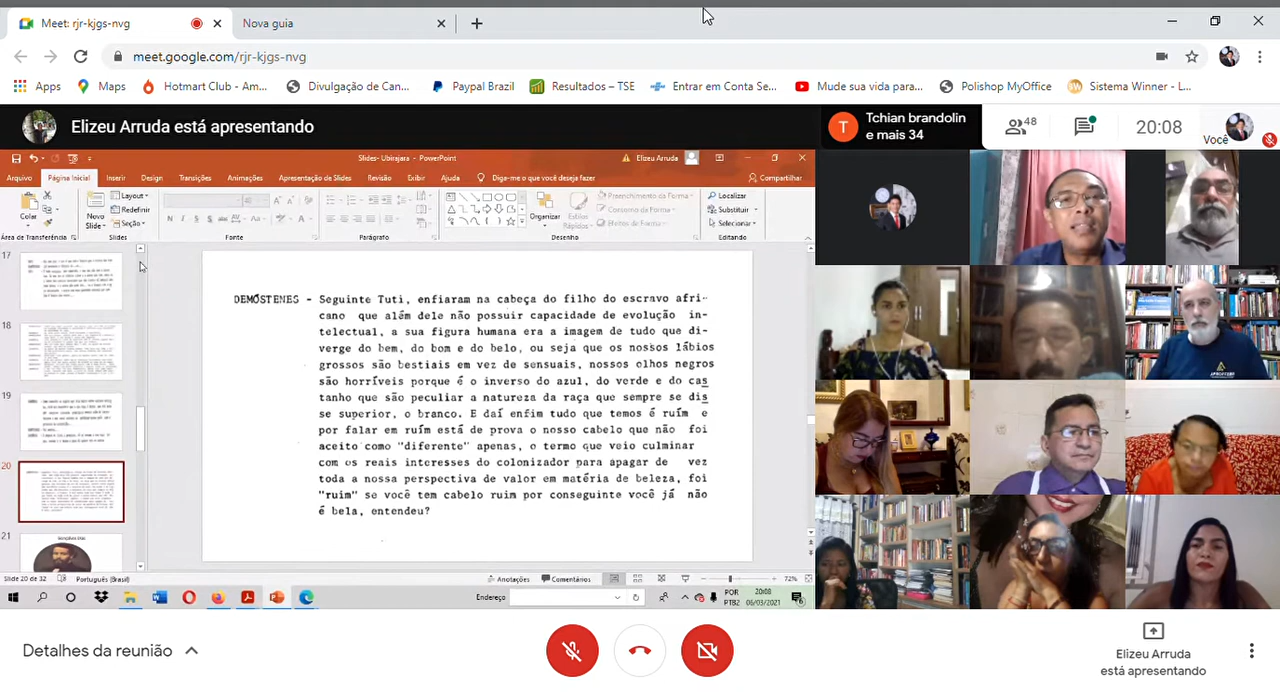 Meet: rjr-kjgs-nvg
Nova guia
meet.google.com/rjr-kjgs-nvg
Apps
Maps
Hotmart Club - Am...
Divulgação de Can...
Paypal Brazil
Resultados – TSE
Entrar em Conta Se...
Mude sua vida para...
Polishop MyOffice
Sistema Winner - L...
Elizeu Arruda está apresentando
T
Tchian brandolin
e mais 34
48
20:08
Você
Slides- Ubirajara - PowerPoint
Elizeu Arruda
Arquivo
Página Inicial
Inserir
Design
Transições
Animações
Apresentação de Slides
Revisão
Exibir
Ajuda
Diga-me o que você deseja fazer
Compartilhar
Colar
Novo
Slide
Layout
Redefinir
Seção
Organizar
Estilos
Rápidos
Preenchimento da Forma
Contorno da Forma
Efeitos de Forma
Localizar
Substituir
Selecionar
Área de Transferência
Slides
Fonte
Parágrafo
Desenho
Editando
17
18
19
20
21
DEMÓSTENES - Seguinte Tuti, enfiaram na cabeça do filho do escravo afri-
cano que além dele não possuir capacidade de evolução in-
telectual, a sua figura humana era a imagem de tudo que di-
do bem, do bom e do belo, ou seja que os nossos lábios
grossos são bestiais em vez de sensuais, nossos olhos negros
são horríveis porque é o inverso do azul, do verde e do cas
tanho que são peculiar a natureza da raça que sempre se dis
se superior, o branco. E enfim tudo que temos é ruím e
por falar em ruím está de prova o nosso cabelo que não foi
aceito como "diferente" do liso, o termo que veio culminar
com os reais interesses do colonizador para apagar de vez
toda a nossa perspectiva de valor em matéria de beleza, foi
"ruim" se você tem cabelo ruim por conseguinte você já não
é bela, entendeu?
Gonçalves Dias
Slide 20 de 32
Português (Brasil)
Anotações
Comentários
72%
Endereço
POR
PTB2
20:08
06/03/2021
Detalhes da reunião
Elizeu Arruda
está apresentando